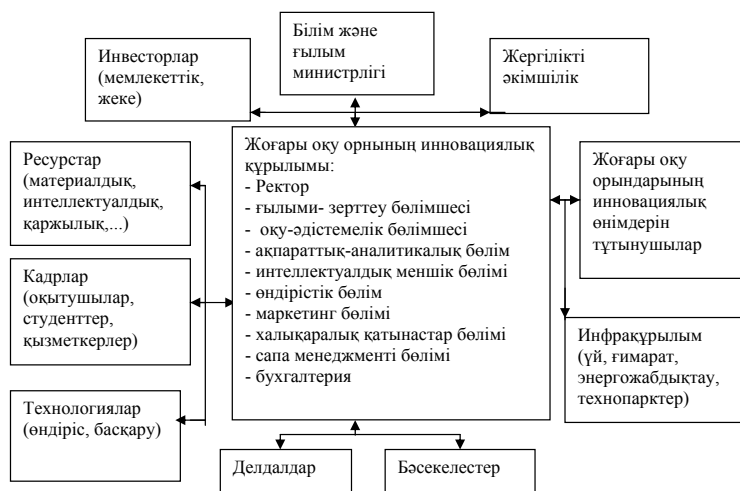 Инвесторлар
(мемлекеттік,
жеке)
Білім және
ғылым
министрлігі
Жергілікті
әкімшілік
Ресурстар
(материалдық,
интеллектуалдық,
қаржылық,...)
Кадрлар
(оқытушылар,
студенттер,
қызметкерлер)
Технологиялар
(өндіріс, басқару)
Жоғары оқу орнының инновациялық
құрылымы:
- Ректор
- ғылыми- зерттеу бөлімшесі
- оқу-әдістемелік бөлімшесі
- ақпараттық-аналитикалық бөлім
- интеллектуалдық меншік бөлімі
- өндірістік бөлім
- маркетинг бөлімі
- халықаралық қатынастар бөлімі
- сапа менеджменті бөлімі
- бухгалтерия
Жоғары оқу
орындарының
инновациялық
өнімдерін
тұтынушылар
Инфрақұрылым
(үй, ғимарат,
энергожабдықтау,
технопарктер)
Делдалдар
Бәсекелестер